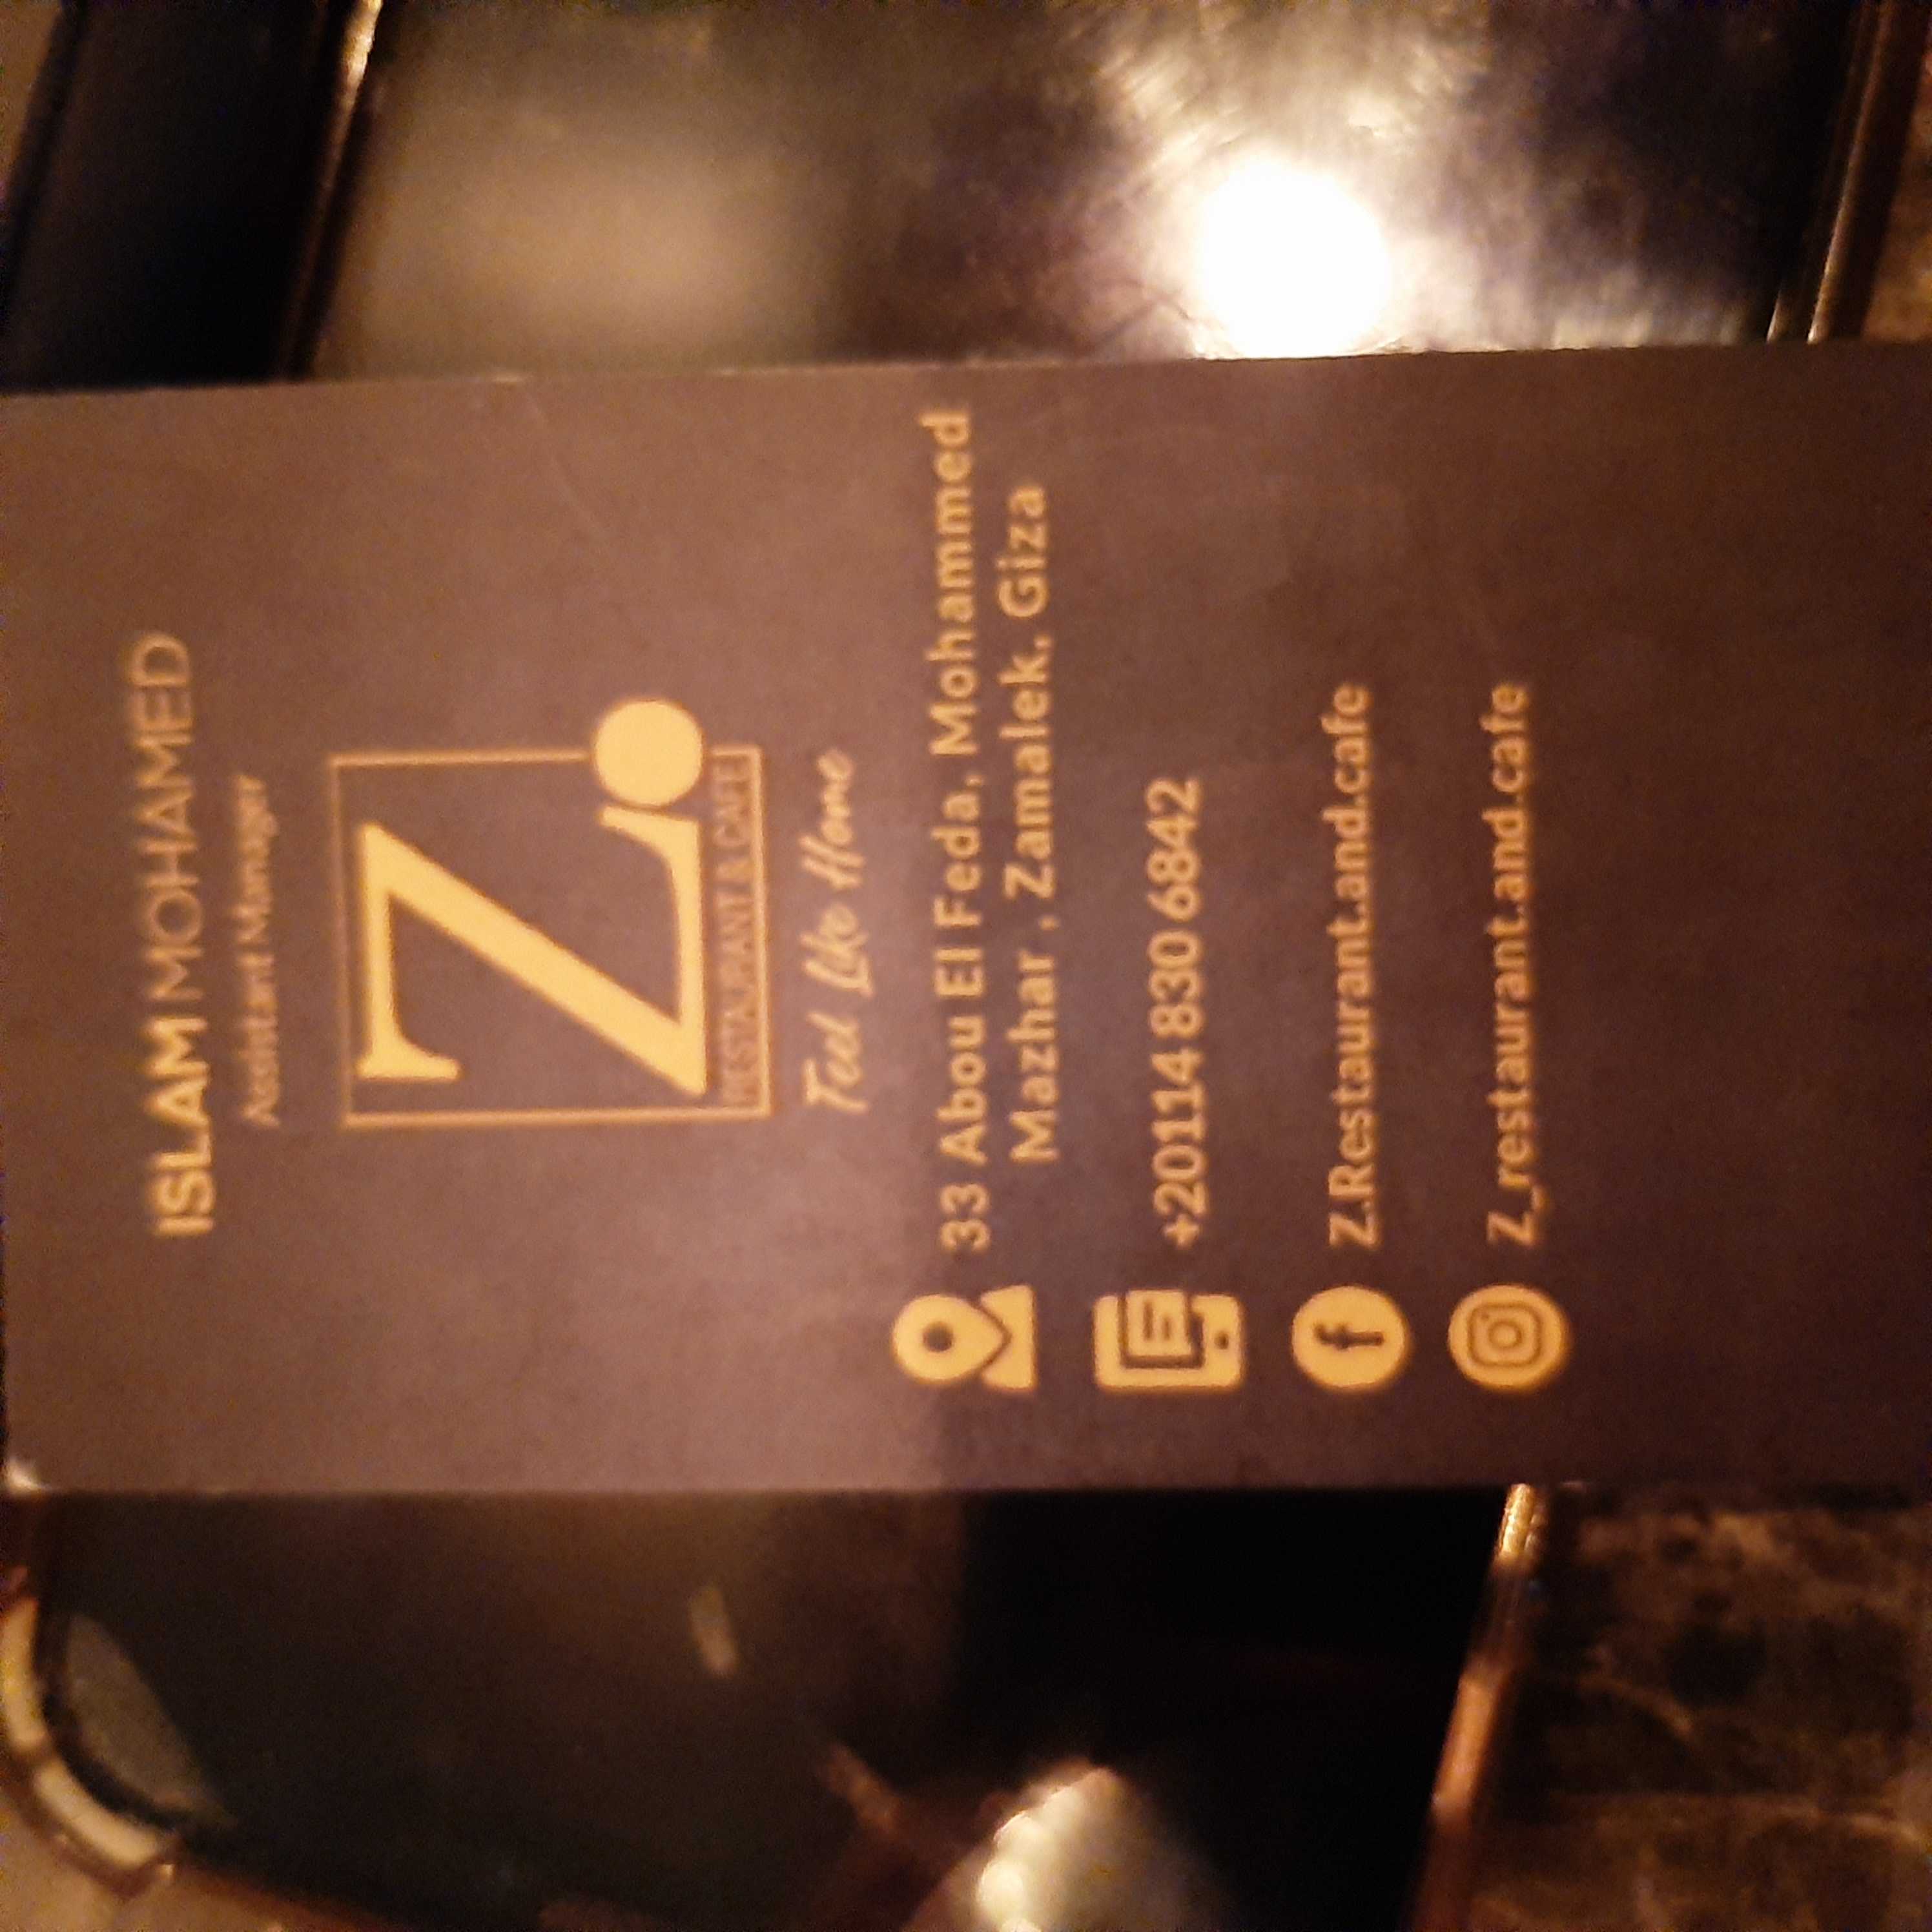 ISLAM MOHAMED
Assistant Manager
Z.
RESTAURANT & CAFE
Feel Like Home
33 Abou El Feda, Mohammed
Mazhar , Zamalek, Giza
+20114 830 6842
Z.Restaurant.and.cafe
Z_restaurant.and.cafe